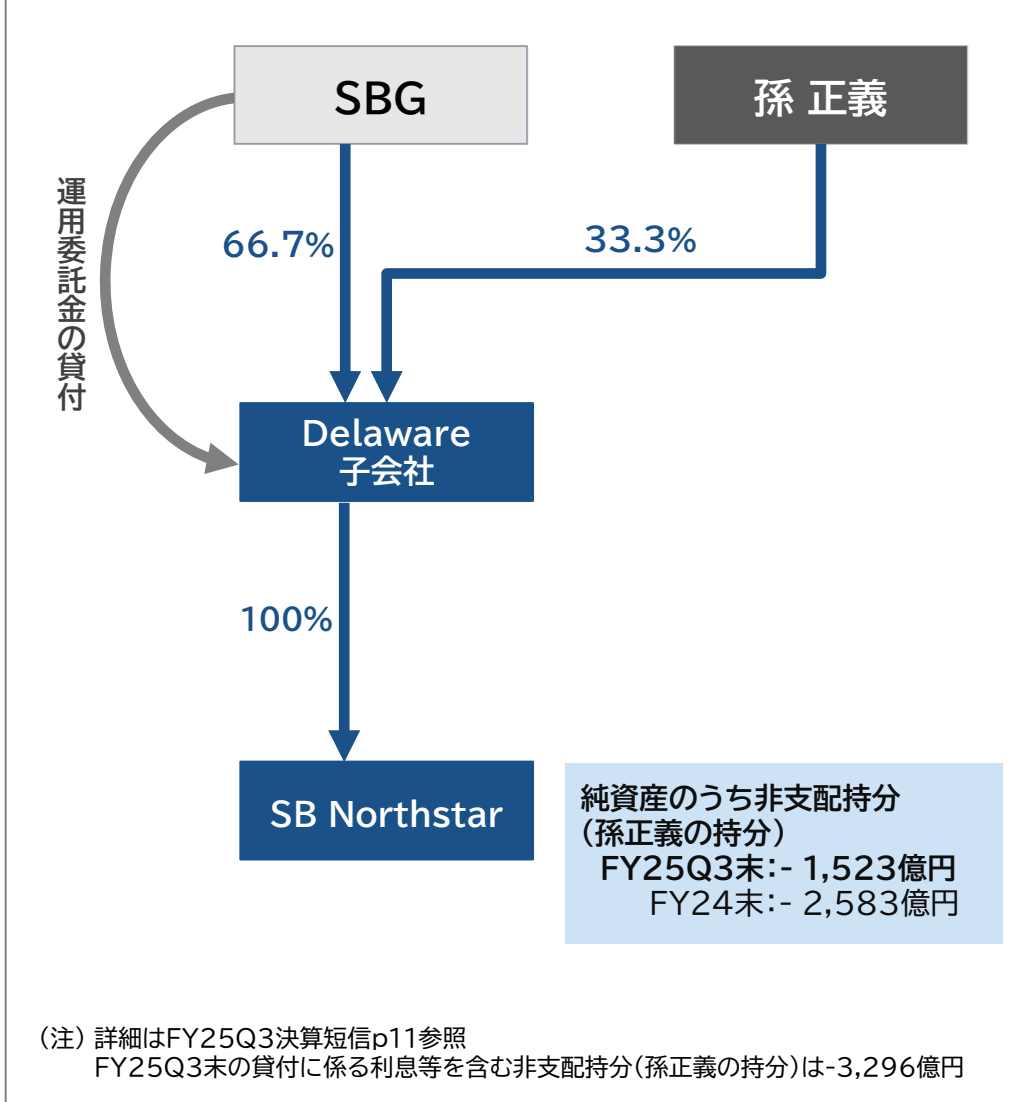 SBG
孫 正義
運用委託金の貸付
66.7%
33.3%
Delaware
子会社
100%
SB Northstar
純資産のうち非支配持分
(孫正義の持分)
FY25Q3末:- 1,523億円
FY24末:- 2,583億円
(注) 詳細はFY25Q3決算短信p11参照
FY25Q3末の貸付に係る利息等を含む非支配持分(孫正義の持分)は-3,296億円